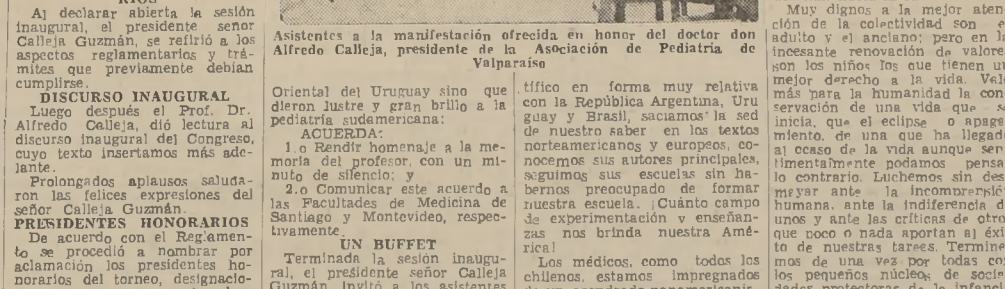 RIOS
Al declarar abierta la sesión
inaugural, el presidente señor
Calleja Guzmán, se refirió a los
aspectos reglamentarios y trá-
mites que previamente debían
cumplirse.
DISCURSO INAUGURAL
Luego después el Prof. Dr.
Alfredo Calleja, dió lectura al
discurso inaugural del Congreso,
cuyo texto insertamos más ade-
lante.
Prolongados aplausos saluda-
ron las felices expresiones del
señor Calleja Guzmán.
PRESIDENTES HONORARIOS
De acuerdo con el Reglamen-
to se procedió a nombrar por
aclamación los presidentes ho-
norarios del torneo, designacio-
Asistentes a la manifestación ofrecida en honor del doctor don
Alfredo Calleja, presidente de la Asociación de Pediatría de
Valparaíso
Oriental del Uruguay sino que
dieron lustre y gran brillo a la
pediatría sudamericana:
ACUERDA:
1.o Rendir homenaje a la me-
moria del profesor, con un mi-
nuto de silencio; y
2.o Comunicar este acuerdo a
las Facultades de Medicina de
Santiago y Montevideo, respec-
tivamente.
UN BUFFET
Terminada la sesión inaugu-
ral, el presidente señor Calleja
Guzmán, invitó a los asistentes
tífico en forma muy relativa
con la República Argentina, Uru
guay y Brasil, saciamos la sed
de nuestro saber en los textos
norteamericanos y europeos, co-
nocemos sus autores principales,
seguimos sus escuelas sin ha-
bernos preocupado de formar
nuestra escuela. ¡Cuánto campo
de experimentación y enseñan-
zas nos brinda nuestra Amé-
rica!
Los médicos, como todos los
chilenos, estamos impregnados
Muy dignos a la mejor aten
ción de la colectividad son e
adulto y el anciano; pero en la
incesante renovación de valore
son los niños los que tienen un
mejor derecho a la vida. Vale
más para la humanidad la con
servación de una vida que se
inicia, que el eclipse o apaga
miento, de una que ha llegad
al ocaso de la vida aunque sen
timentalmente podamos pensa
lo contrario. Luchemos sin des
mayar ante la incomprensió
humana, ante la indiferencia d
unos y ante las críticas de otro
que poco o nada aportan al éxi
to de nuestras tareas. Termine
mos de una vez por todas co
los pequeños núcleos de socie
dades protectoras de la infanc